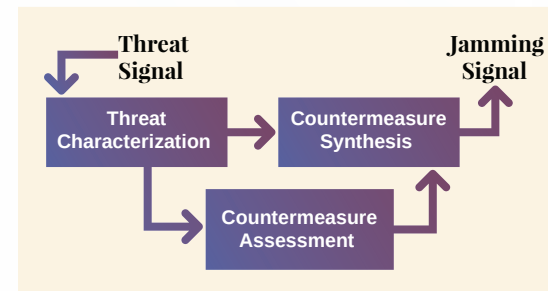 Threat
Signal
Jamming
Signal
Threat
Characterization
Countermeasure
Synthesis
Countermeasure
Assessment